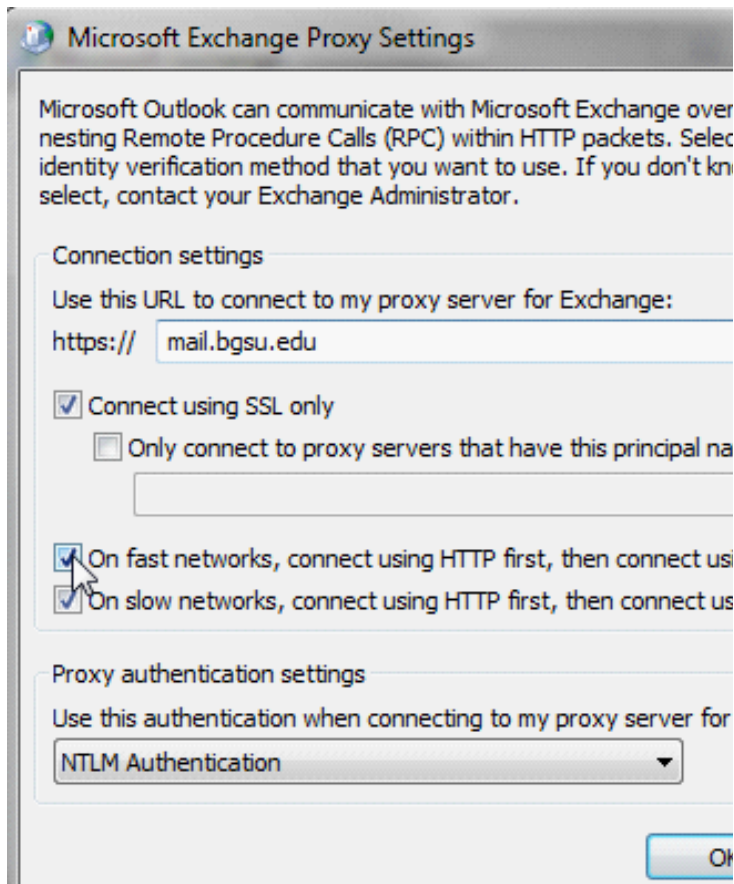 Microsoft Exchange Proxy Settings
Microsoft Outlook can communicate with Microsoft Exchange over
nesting Remote Procedure Calls (RPC) within HTTP packets. Selec
identity verification method that you want to use. If you don't kn
select, contact your Exchange Administrator.
Connection settings
Use this URL to connect to my proxy server for Exchange:
https:// mail.bgsu.edu
Connect using SSL only
Only connect to proxy servers that have this principal na
On fast networks, connect using HTTP first, then connect usi
On slow networks, connect using HTTP first, then connect us
Proxy authentication settings
Use this authentication when connecting to my proxy server for
NTLM Authentication
OK